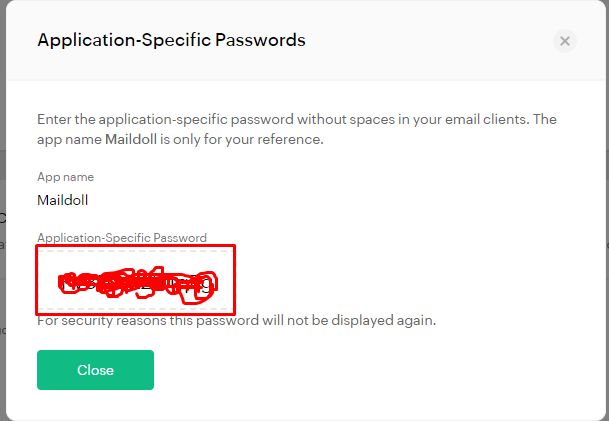 Application-Specific Passwords
Enter the application-specific password without spaces in your email clients. The
app name Maildoll is only for your reference.
App name
Maildoll
Application-Specific Password
For security reasons this password will not be displayed again.
Close